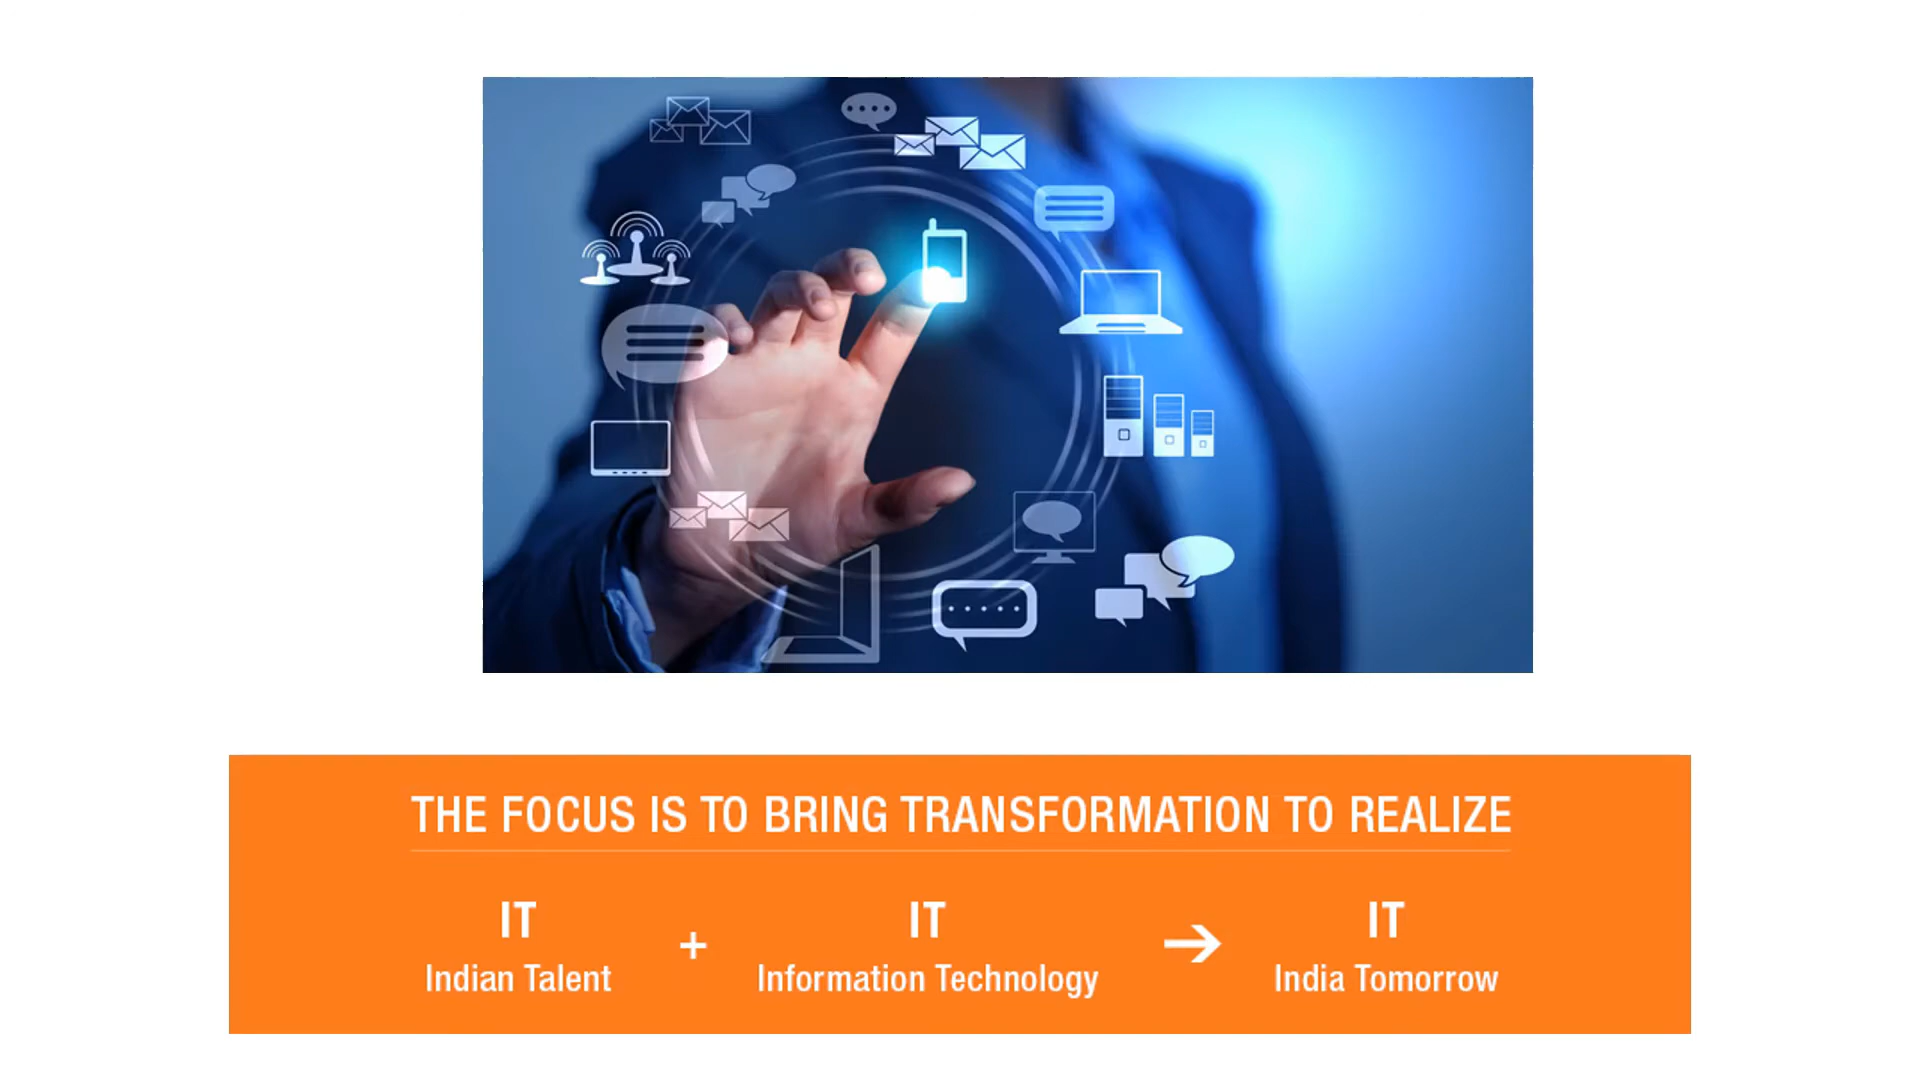 THE FOCUS IS TO BRING TRANSFORMATION TO REALIZE
IT + IT → IT
Indian Talent Information Technology India Tomorrow